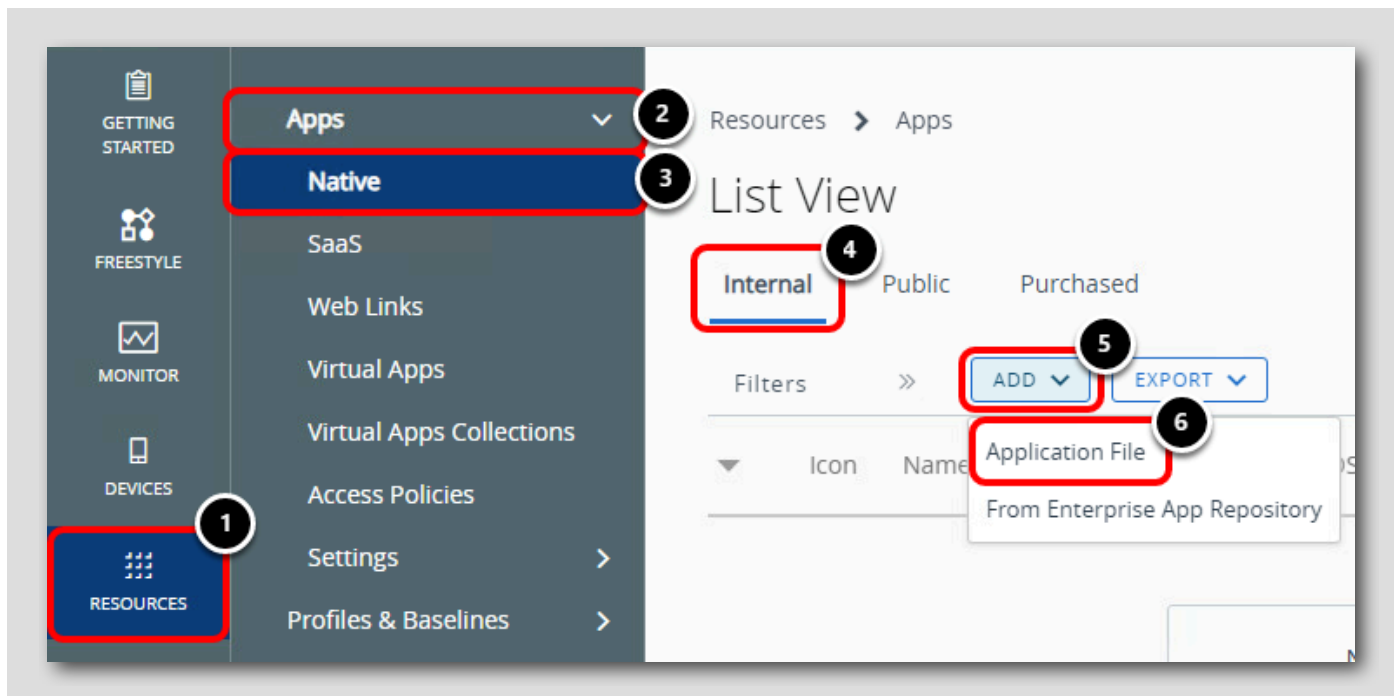 GETTING
STARTED
FREESTYLE
MONITOR
DEVICES
1
RESOURCES
Apps
2
Native
3
SaaS
Web Links
Virtual Apps
Virtual Apps Collections
Access Policies
Settings
Profiles & Baselines
Resources > Apps
List View
4
Internal Public Purchased
5
Filters » ADD EXPORT
6
Icon Name
Application File
From Enterprise App Repository